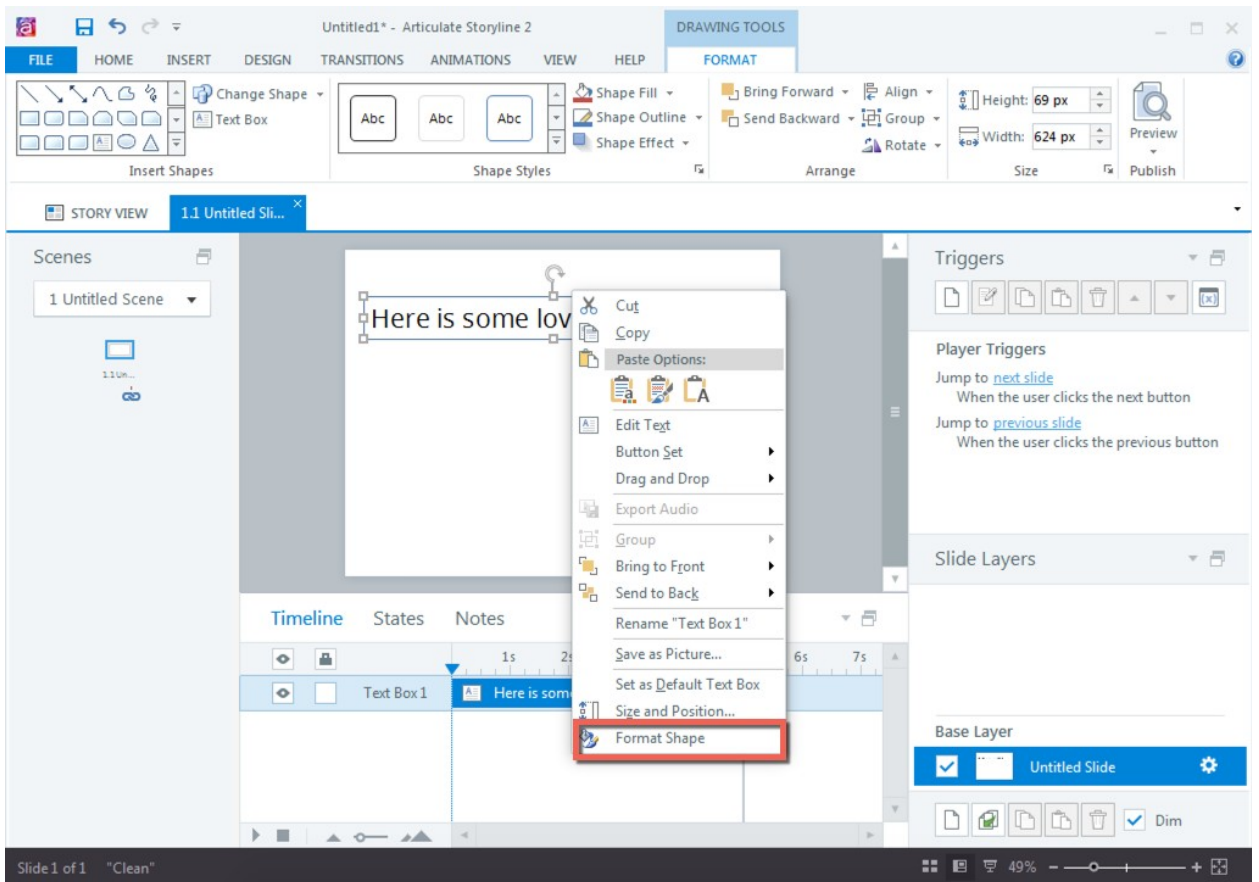 Untitled1* - Articulate Storyline 2
DRAWING TOOLS
FILE HOME INSERT DESIGN TRANSITIONS ANIMATIONS VIEW HELP FORMAT
Change Shape
Text Box
Insert Shapes
Abc Abc Abc
Shape Fill
Shape Outline
Shape Effect
Shape Styles
Bring Forward
Send Backward
Align
Group
Rotate
Arrange
Height: 69 px
Width: 624 px
Size
Preview
Publish
STORY VIEW
1.1 Untitled Sli...
Scenes
1 Untitled Scene
1.1 Un...
Here is some lov
Cut
Copy
Paste Options:
Edit Text
Button Set
Drag and Drop
Export Audio
Group
Bring to Front
Send to Back
Rename "Text Box 1"
Save as Picture...
Set as Default Text Box
Size and Position...
Format Shape
Triggers
Player Triggers
Jump to next slide
When the user clicks the next button
Jump to previous slide
When the user clicks the previous button
Slide Layers
Base Layer
Untitled Slide
Dim
Timeline States Notes
1s 2s 6s 7s
Text Box 1
Here is some
Slide 1 of 1 "Clean"
49%